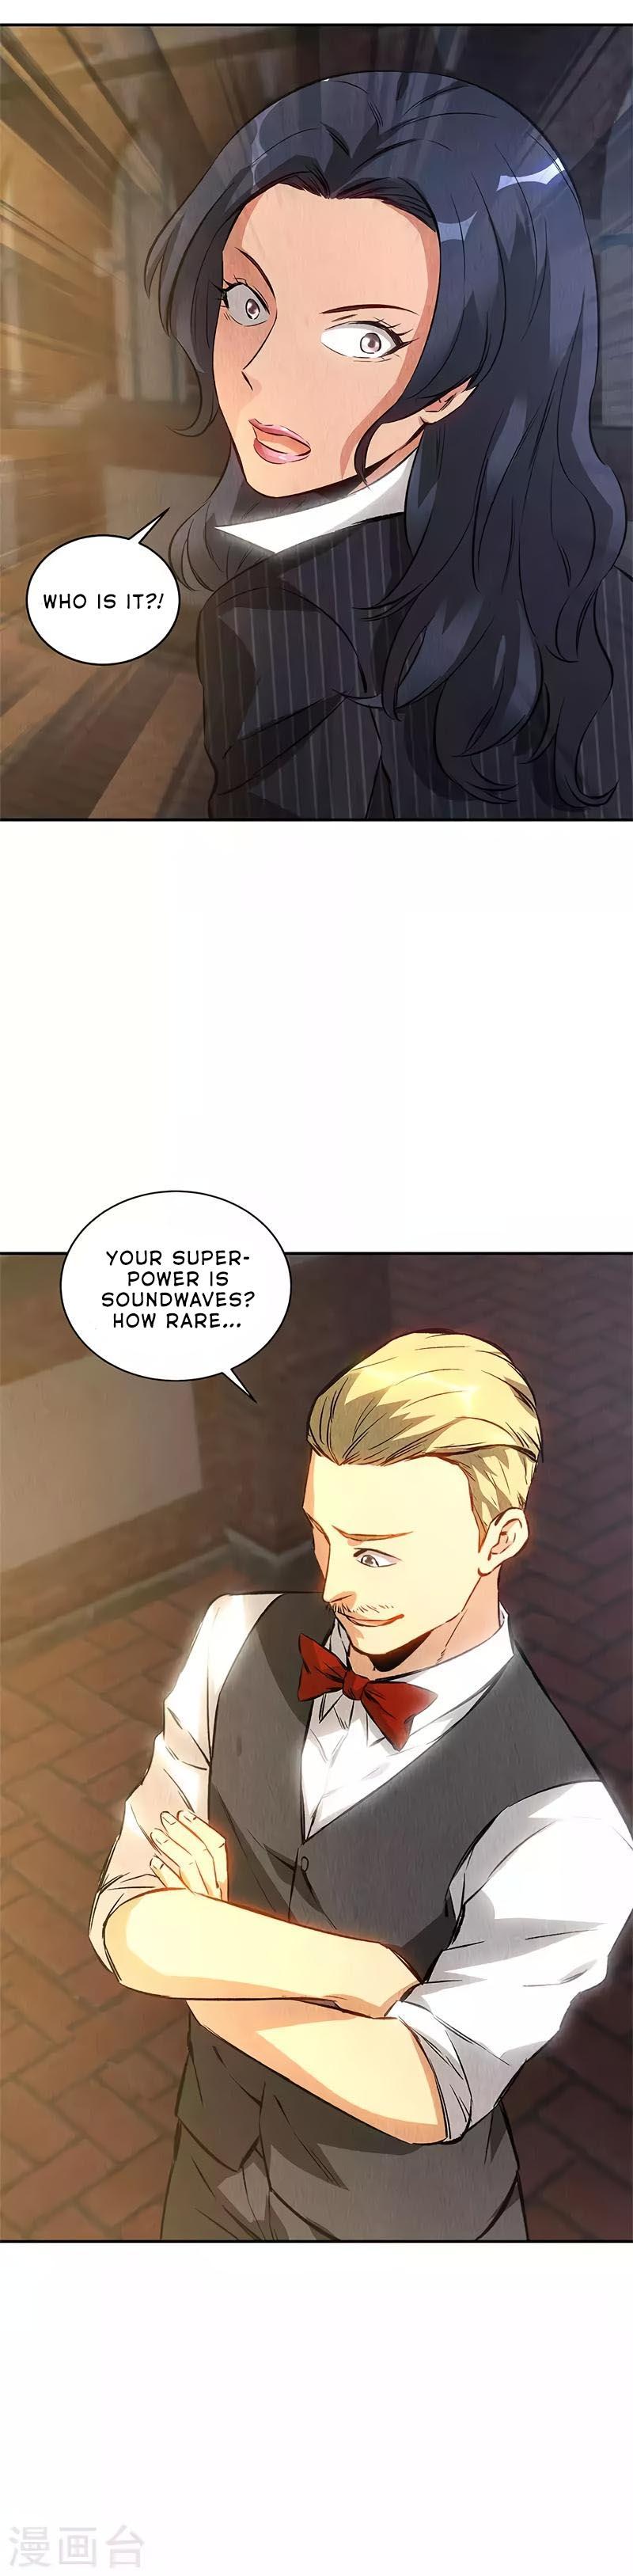 WHO IS IT?!
YOUR SUPER-
POWER IS
SOUNDWAVES?
HOW RARE...
漫画台